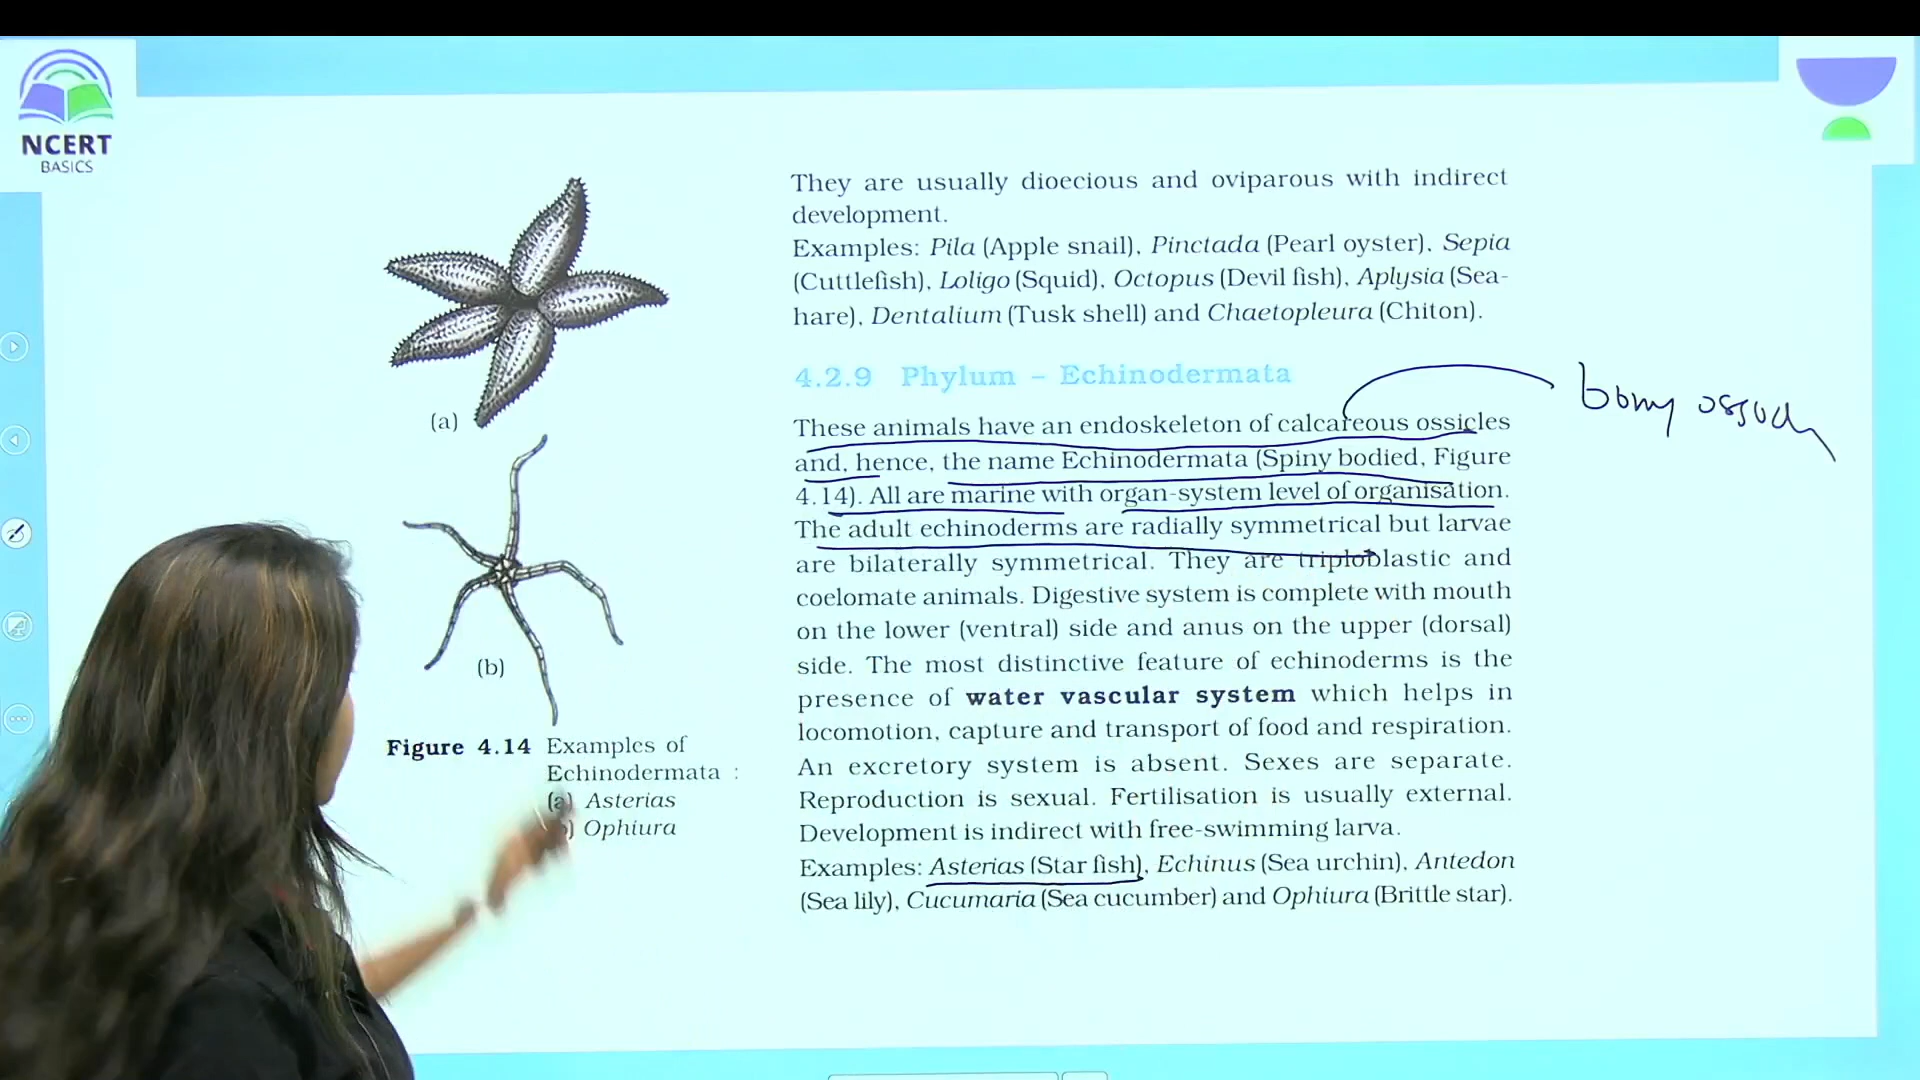 NCERT
BASICS
They are usually dioecious and oviparous with indirect
development.
Examples: Pila (Apple snail), Pinctada (Pearl oyster), Sepia
(Cuttlefish), Loligo (Squid), Octopus (Devil fish), Aplysia (Sea-
hare), Dentalium (Tusk shell) and Chaetopleura (Chiton).
4.2.9 Phylum – Echinodermata
These animals have an endoskeleton of calcareous ossicles
and, hence, the name Echinodermata (Spiny bodied, Figure
4.14). All are marine with organ-system level of organisation.
The adult echinoderms are radially symmetrical but larvae
are bilaterally symmetrical. They are triploblastic and
coelomate animals. Digestive system is complete with mouth
on the lower (ventral) side and anus on the upper (dorsal)
side. The most distinctive feature of echinoderms is the
presence of water vascular system which helps in
locomotion, capture and transport of food and respiration.
An excretory system is absent. Sexes are separate.
Reproduction is sexual. Fertilisation is usually external.
Development is indirect with free-swimming larva.
Examples: Asterias (Star fish), Echinus (Sea urchin), Antedon
(Sea lily), Cucumaria (Sea cucumber) and Ophiura (Brittle star).
(a)
(b)
Figure 4.14 Examples of
Echinodermata :
(a) Asterias
) Ophiura